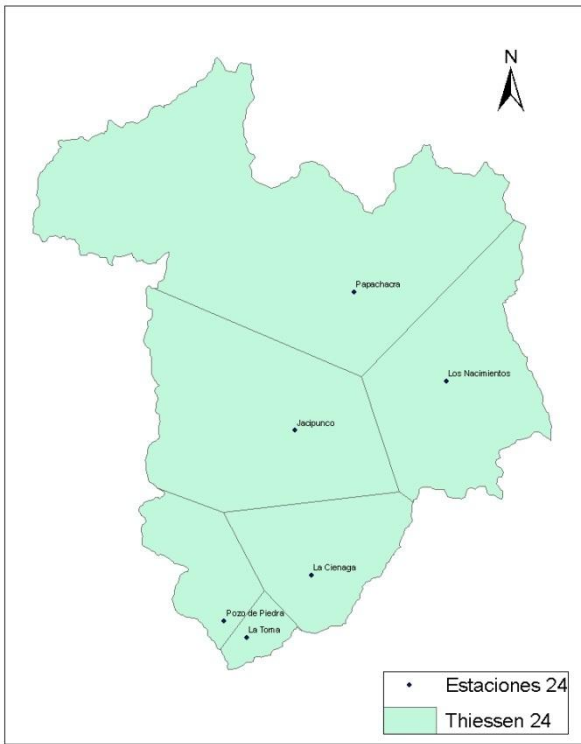 N
Papachacra
Los Nacimientos
Jacipunco
La Cienaga
Pozo de Piedra
La Toma
Estaciones 24
Thiessen 24